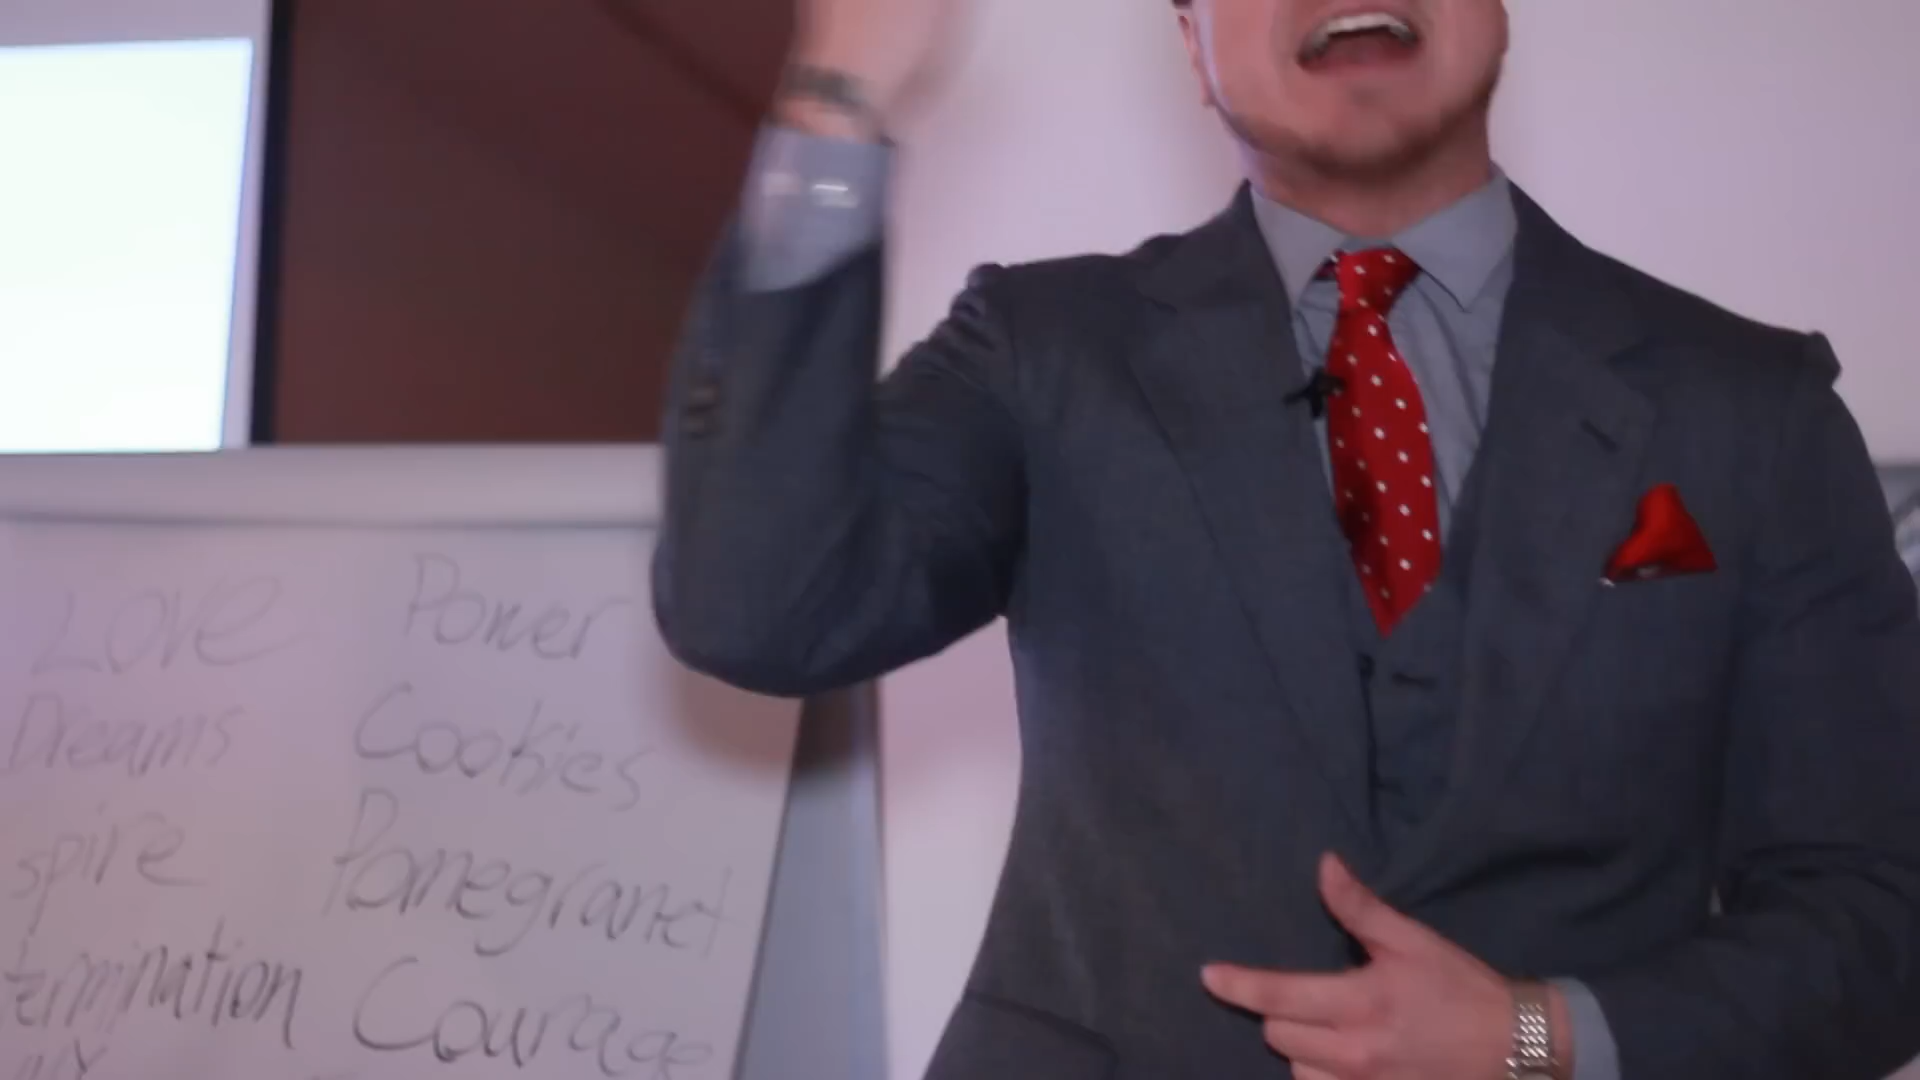 Love Power
Dreams Cookies
spire Pomegranet
termination Courage